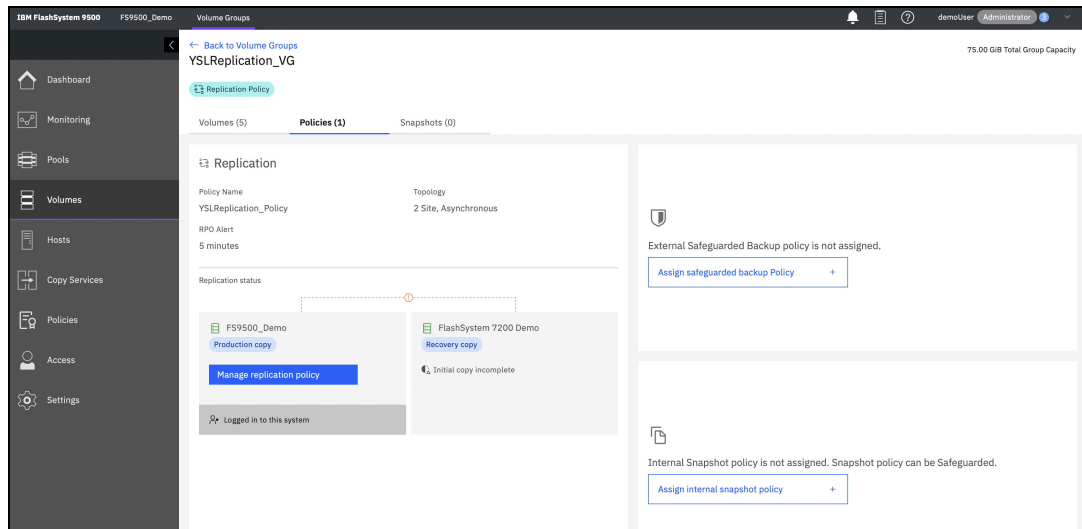 IBM FlashSystem 9500 FS9500_Demo Volume Groups demoUser Administrator 3
Back to Volume Groups
75.00 GiB Total Group Capacity
YSLReplication_VG
Replication Policy
Volumes (5) Policies (1) Snapshots (0)
Dashboard
Monitoring
Pools
Volumes
Hosts
Copy Services
Policies
Access
Settings
Replication
Policy Name Topology
YSLReplication_Policy 2 Site, Asynchronous
RPO Alert
5 minutes
Replication status
FS9500_Demo
Production copy
Manage replication policy
Logged in to this system
FlashSystem 7200 Demo
Recovery copy
Initial copy incomplete
External Safeguarded Backup policy is not assigned.
Assign safeguarded backup Policy +
Internal Snapshot policy is not assigned. Snapshot policy can be Safeguarded.
Assign internal snapshot policy +